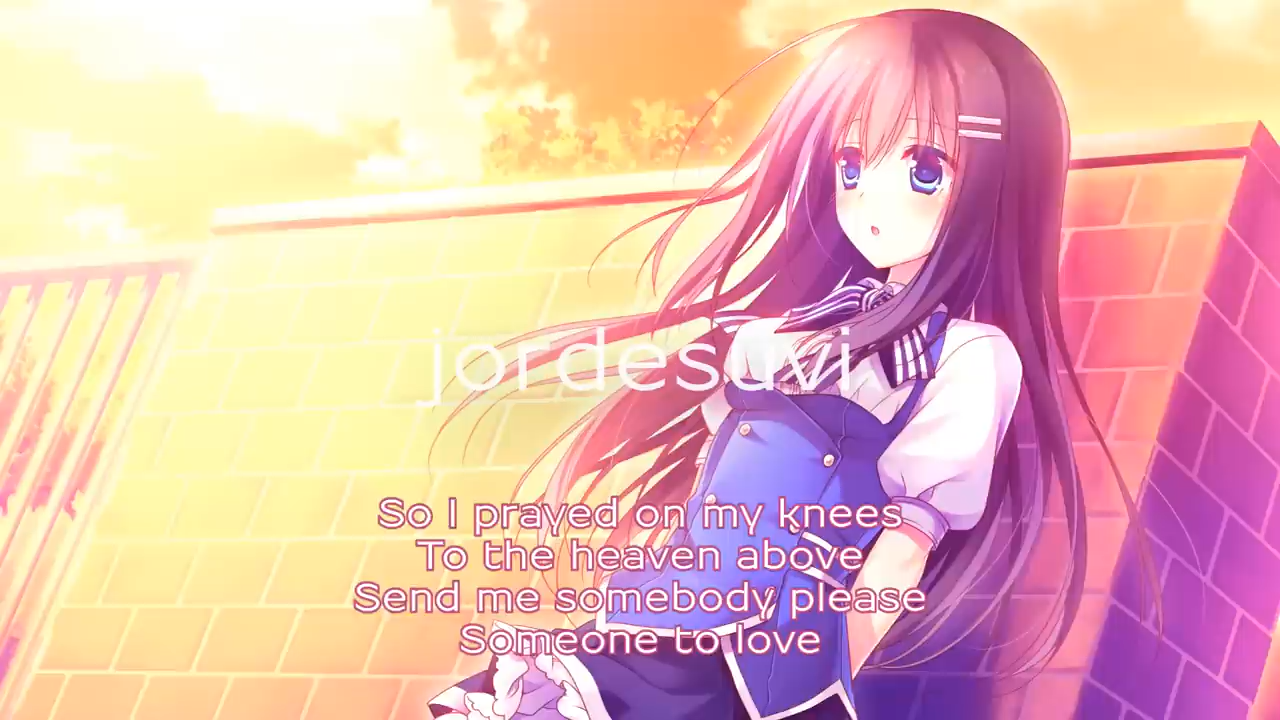 jordesuvi
So I prayed on my knees
To the heaven above
Send me somebody please
Someone to love